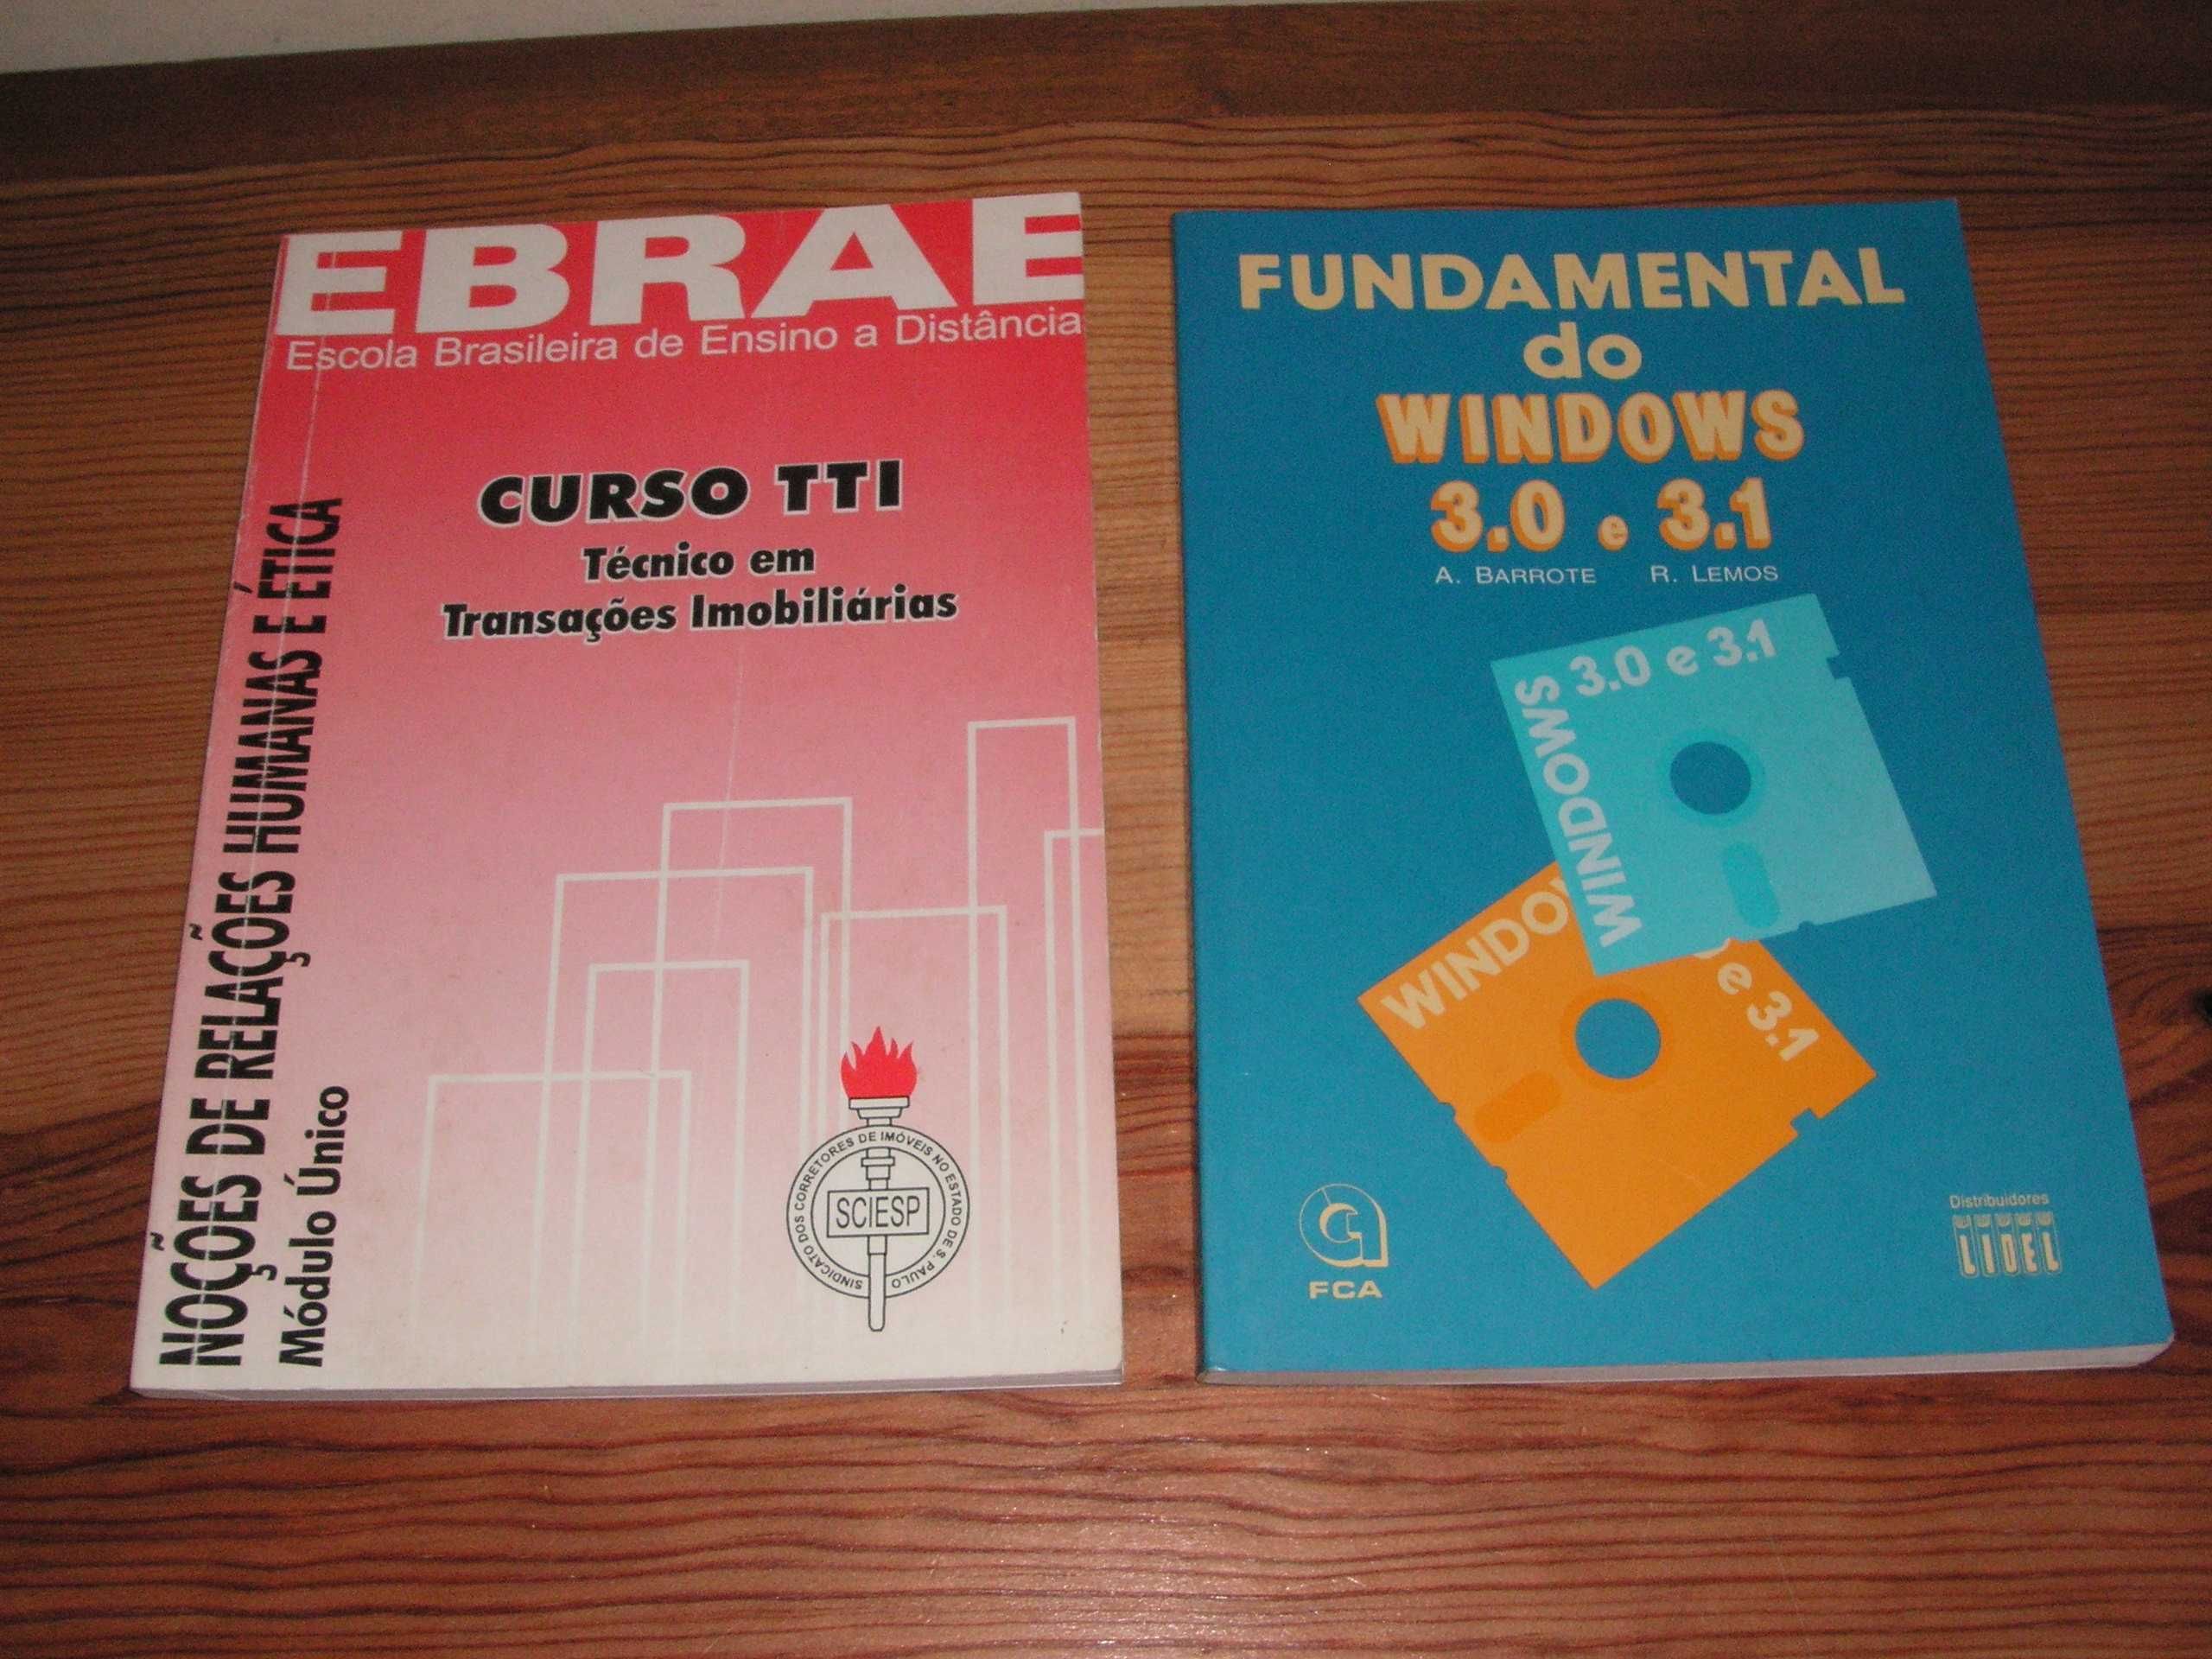 EBRAE
Escola Brasileira de Ensino a Distância
CURSO TTI
Técnico em
Transações Imobiliárias
NOÇÕES DE RELAÇÕES HUMANAS E ÉTICA
Módulo Único
SINDICATO DOS CORRETORES DE IMÓVEIS NO ESTADO DE S. PAULO
SCIESP
FUNDAMENTAL
do
WINDOWS
3.0 e 3.1
A. BARROTE R. LEMOS
WINDOWS 3.0 e 3.1
WINDO
e 3.1
FCA
Distribuidores
LIDEL